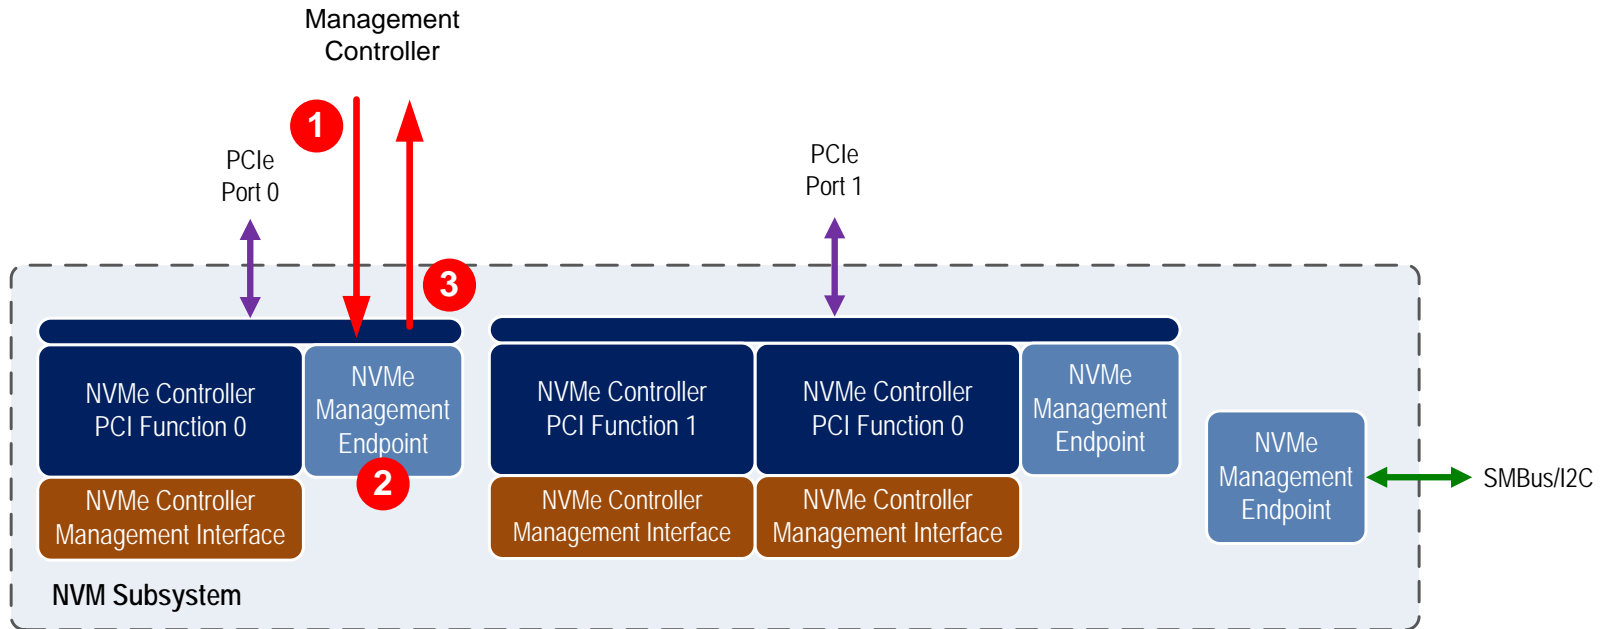 Management
Controller
1
PCIe
Port 0
PCIe
Port 1
3
NVMe Controller
PCI Function 0
NVMe
Management
Endpoint
2
NVMe Controller
Management Interface
NVMe Controller
PCI Function 1
NVMe Controller
PCI Function 0
NVMe
Management
Endpoint
NVMe Controller
Management Interface
NVMe Controller
Management Interface
NVMe
Management
Endpoint
SMBus/I2C
NVM Subsystem